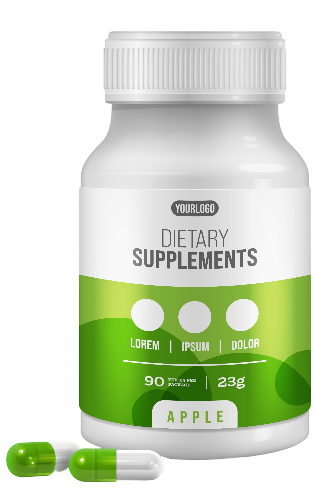 YOURLOGO
DIETARY
SUPPLEMENTS
LOREM | IPSUM | DOLOR
90 | 23g
APPLE